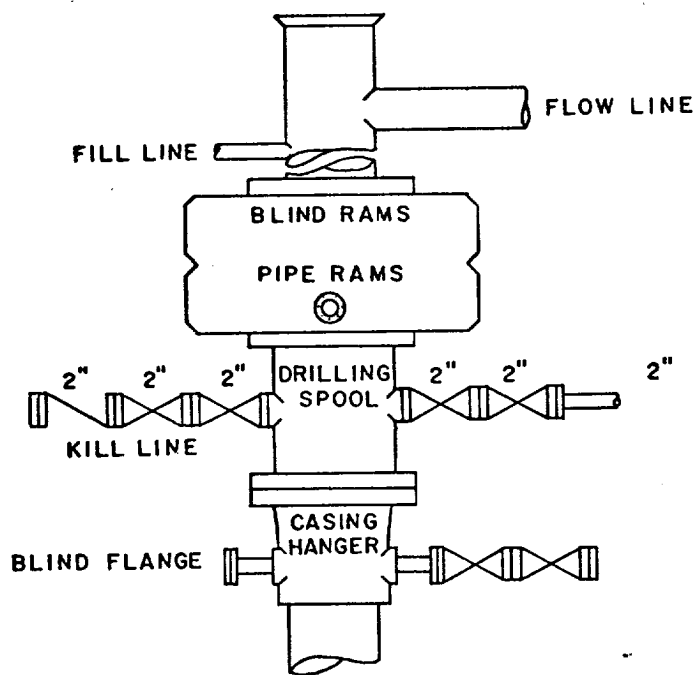 FLOW LINE
FILL LINE
BLIND RAMS
PIPE RAMS
2" 2" 2" DRILLING 2" 2" 2"
SPOOL
KILL LINE
CASING
HANGER
BLIND FLANGE